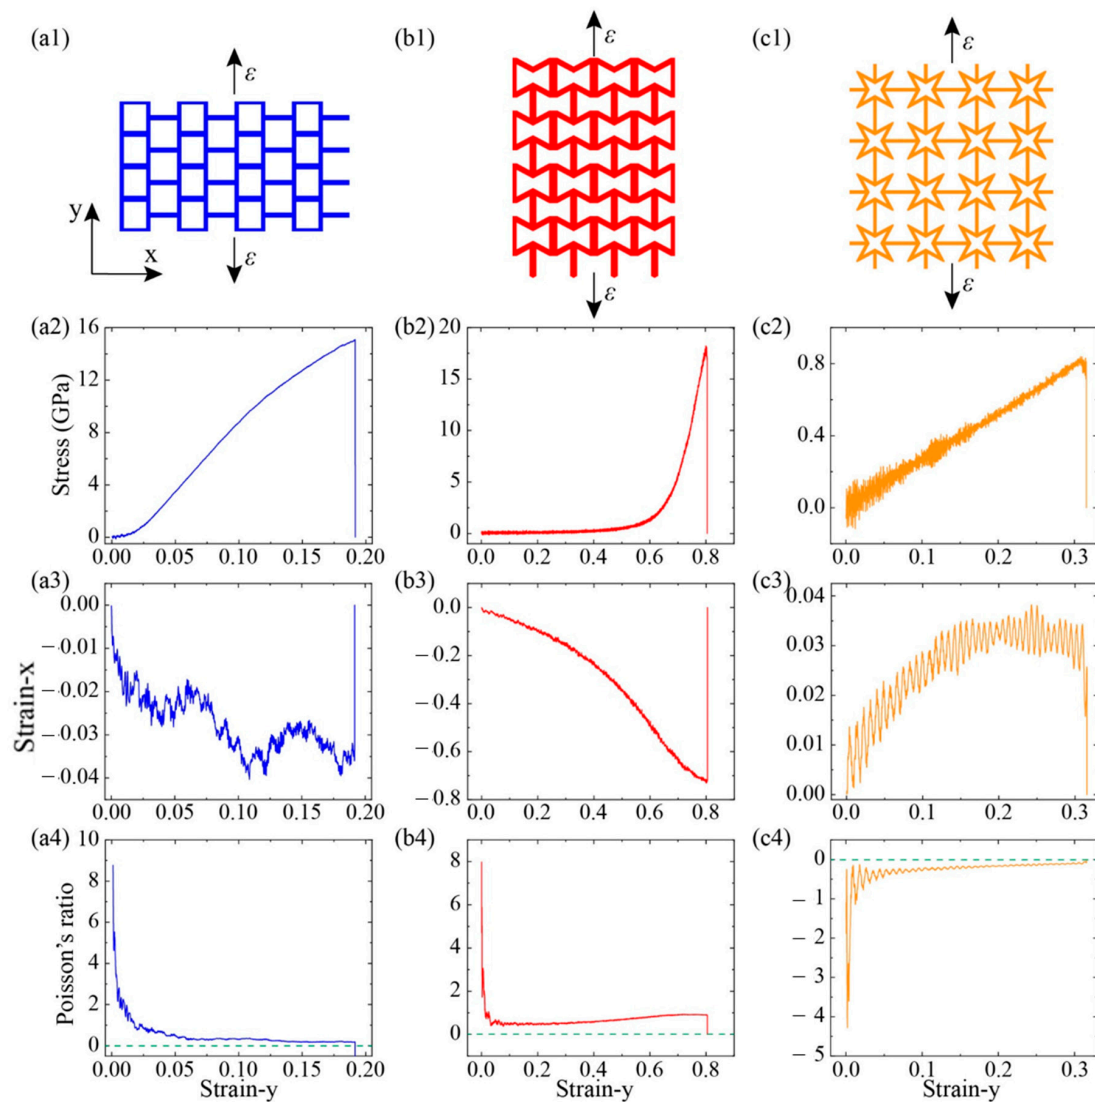 (a1) (b1) (c1)
ε ε ε
y
x
ε ε ε
(a2) (b2) (c2)
Stress (GPa)
16
12
8
4
0
0.00 0.05 0.10 0.15 0.20
20
15
10
5
0
0.0 0.2 0.4 0.6 0.8
0.8
0.4
0.0
0.0 0.1 0.2 0.3
(a3) (b3) (c3)
Strain-x
0.00
−0.01
−0.02
−0.03
−0.04
0.00 0.05 0.10 0.15 0.20
0.0
−0.2
−0.4
−0.6
−0.8
0.0 0.2 0.4 0.6 0.8
0.04
0.03
0.02
0.01
0.00
0.0 0.1 0.2 0.3
(a4) (b4) (c4)
Poisson's ratio
10
8
6
4
2
0
0.00 0.05 0.10 0.15 0.20
8
6
4
2
0
0.0 0.2 0.4 0.6 0.8
0
−1
−2
−3
−4
−5
0.0 0.1 0.2 0.3
Strain-y Strain-y Strain-y